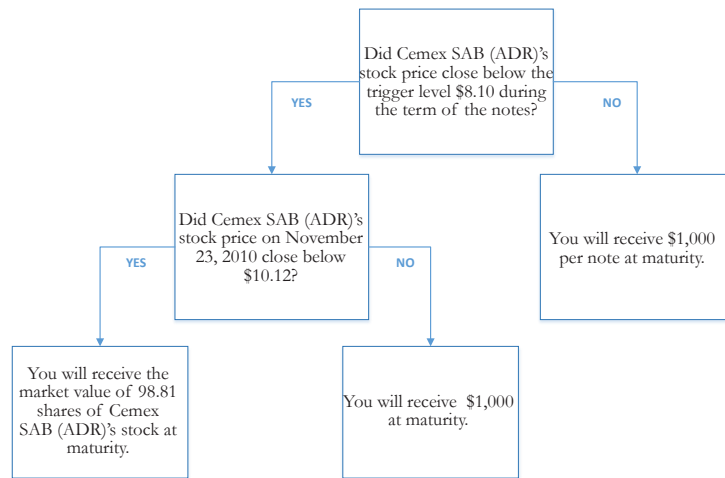 Did Cemex SAB (ADR)'s
stock price close below the
trigger level $8.10 during
the term of the notes?
YES
NO
Did Cemex SAB (ADR)'s
stock price on November
23, 2010 close below
$10.12?
You will receive $1,000
per note at maturity.
YES
NO
You will receive the
market value of 98.81
shares of Cemex
SAB (ADR)'s stock at
maturity.
You will receive $1,000
at maturity.